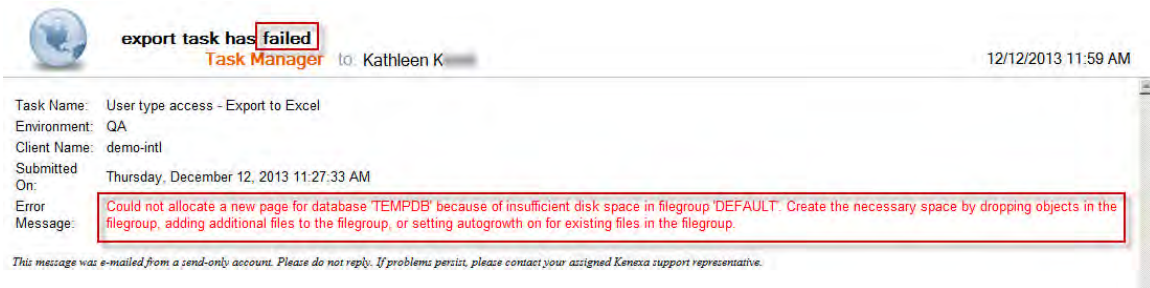 export task has failed
Task Manager to: Kathleen K
12/12/2013 11:59 AM
Task Name: User type access - Export to Excel
Environment: QA
Client Name: demo-intl
Submitted On: Thursday, December 12, 2013 11:27:33 AM
Error Message: Could not allocate a new page for database 'TEMPDB' because of insufficient disk space in filegroup 'DEFAULT'. Create the necessary space by dropping objects in the
filegroup, adding additional files to the filegroup, or setting autogrowth on for existing files in the filegroup.
This message was e-mailed from a send-only account. Please do not reply. If problems persist, please contact your assigned Kenexa support representative.